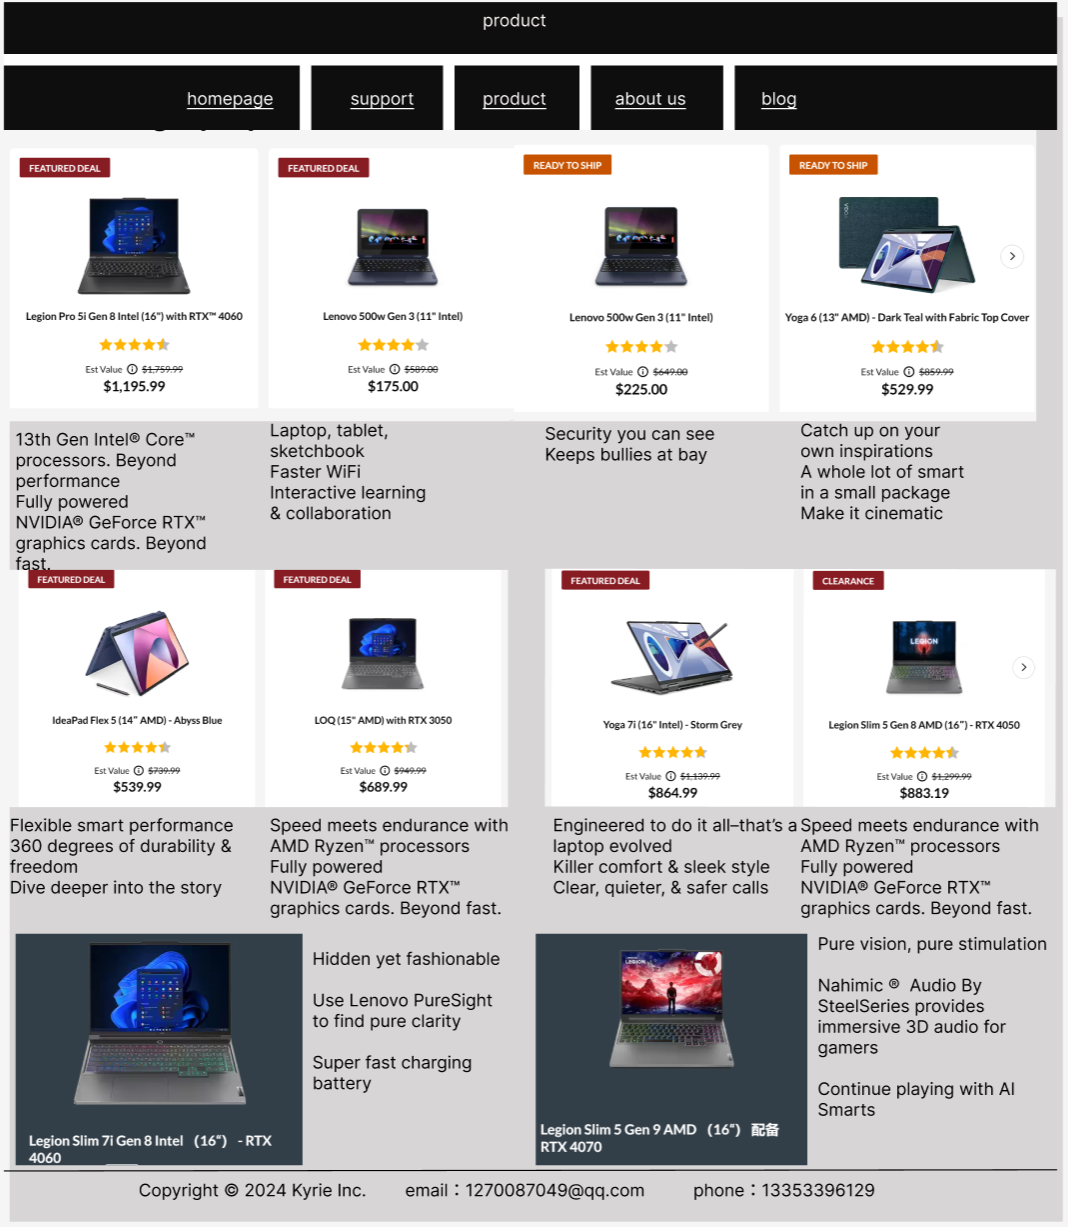 product
homepage
support
product
about us
blog
FEATURED DEAL
Legion Pro 5i Gen 8 Intel (16") with RTX™ 4060
Est Value $1,759.99
$1,195.99
FEATURED DEAL
Lenovo 500w Gen 3 (11" Intel)
Est Value $589.00
$175.00
READY TO SHIP
Lenovo 500w Gen 3 (11" Intel)
Est Value $649.00
$225.00
READY TO SHIP
YOGA
Yoga 6 (13" AMD) - Dark Teal with Fabric Top Cover
Est Value $859.99
$529.99
13th Gen Intel® Core™
processors. Beyond
performance
Fully powered
NVIDIA® GeForce RTX™
graphics cards. Beyond
fast.
Laptop, tablet,
sketchbook
Faster WiFi
Interactive learning
& collaboration
Security you can see
Keeps bullies at bay
Catch up on your
own inspirations
A whole lot of smart
in a small package
Make it cinematic
FEATURED DEAL
IdeaPad Flex 5 (14" AMD) - Abyss Blue
Est Value $739.99
$539.99
FEATURED DEAL
LOQ (15" AMD) with RTX 3050
Est Value $949.99
$689.99
FEATURED DEAL
Yoga 7i (16" Intel) - Storm Grey
Est Value $1,139.99
$864.99
CLEARANCE
LEGION
Legion Slim 5 Gen 8 AMD (16") - RTX 4050
Est Value $1,299.99
$883.19
Flexible smart performance
360 degrees of durability &
freedom
Dive deeper into the story
Speed meets endurance with
AMD Ryzen™ processors
Fully powered
NVIDIA® GeForce RTX™
graphics cards. Beyond fast.
Engineered to do it all–that's a
laptop evolved
Killer comfort & sleek style
Clear, quieter, & safer calls
Speed meets endurance with
AMD Ryzen™ processors
Fully powered
NVIDIA® GeForce RTX™
graphics cards. Beyond fast.
Legion Slim 7i Gen 8 Intel （16"） - RTX
4060
Hidden yet fashionable
Use Lenovo PureSight
to find pure clarity
Super fast charging
battery
LEGION
Legion Slim 5 Gen 9 AMD （16"） 配备
RTX 4070
Pure vision, pure stimulation
Nahimic ® Audio By
SteelSeries provides
immersive 3D audio for
gamers
Continue playing with AI
Smarts
Copyright © 2024 Kyrie Inc. email：1270087049@qq.com phone：13353396129